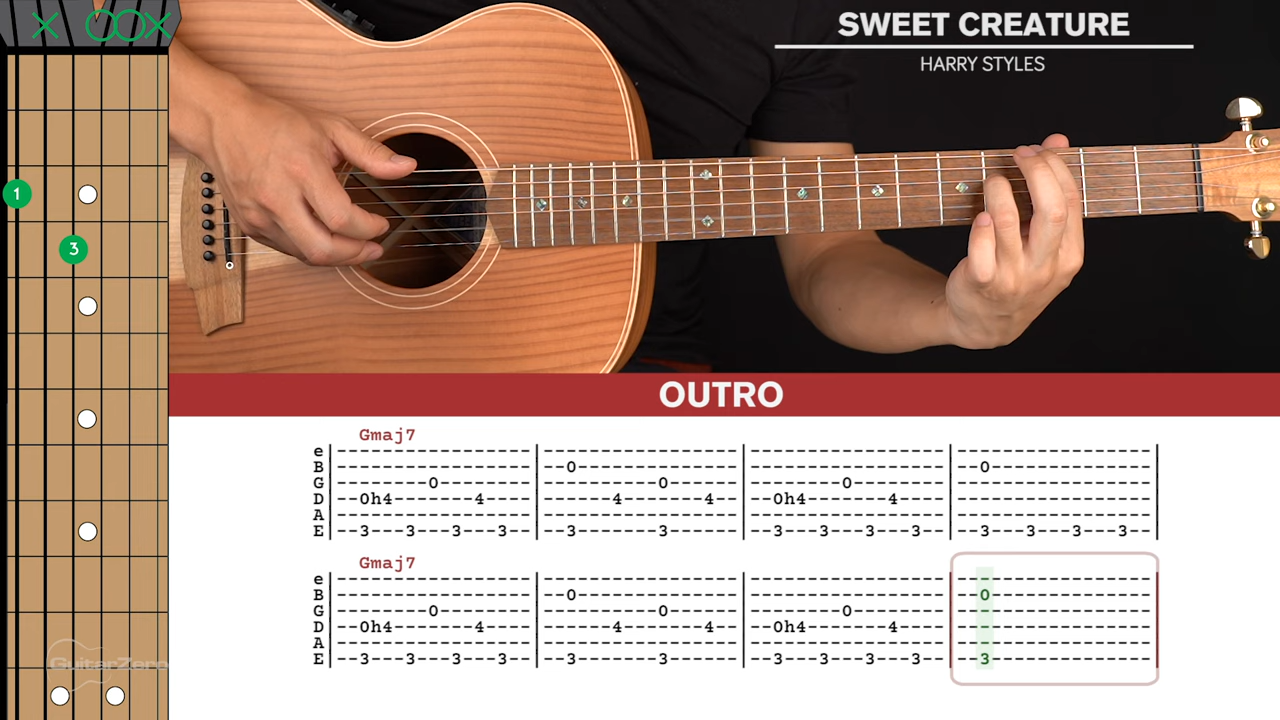 SWEET CREATURE
HARRY STYLES
X OOX
1
3
OUTRO
Gmaj7
e|---------------------|---------------------|---------------------|---------------------|
B|---------------------|--0------------------|---------------------|--0------------------|
G|----------0----------|------------0--------|----------0----------|---------------------|
D|--0h4----------4-----|--------4-------4----|--0h4----------4-----|---------------------|
A|---------------------|---------------------|---------------------|---------------------|
E|--3---3---3---3------|--3-------3----------|--3---3---3---3------|--3---3---3---3------|
Gmaj7
e|---------------------|---------------------|---------------------|---------------------|
B|---------------------|--0------------------|---------------------|--0------------------|
G|----------0----------|------------0--------|----------0----------|---------------------|
D|--0h4----------4-----|--------4-------4----|--0h4----------4-----|---------------------|
A|---------------------|---------------------|---------------------|---------------------|
E|--3---3---3---3------|--3-------3----------|--3---3---3---3------|--3------------------|
GuitarZero